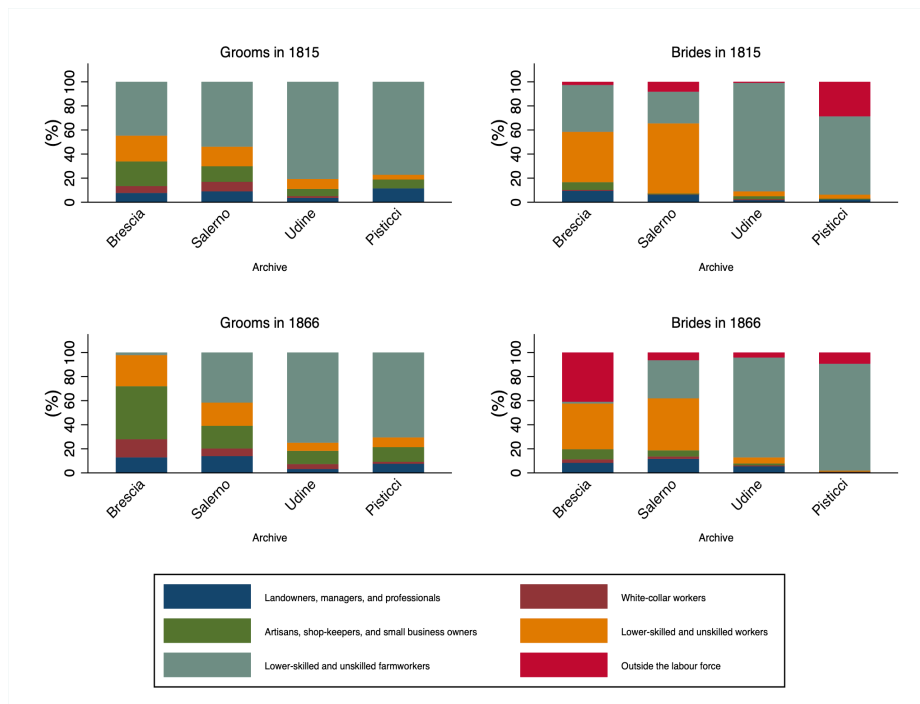 Grooms in 1815
(%)
0 20 40 60 80 100
Brescia Salerno Udine Pisticci
Archive
Brides in 1815
(%)
0 20 40 60 80 100
Brescia Salerno Udine Pisticci
Archive
Grooms in 1866
(%)
0 20 40 60 80 100
Brescia Salerno Udine Pisticci
Archive
Brides in 1866
(%)
0 20 40 60 80 100
Brescia Salerno Udine Pisticci
Archive
Landowners, managers, and professionals
White-collar workers
Artisans, shop-keepers, and small business owners
Lower-skilled and unskilled workers
Lower-skilled and unskilled farmworkers
Outside the labour force